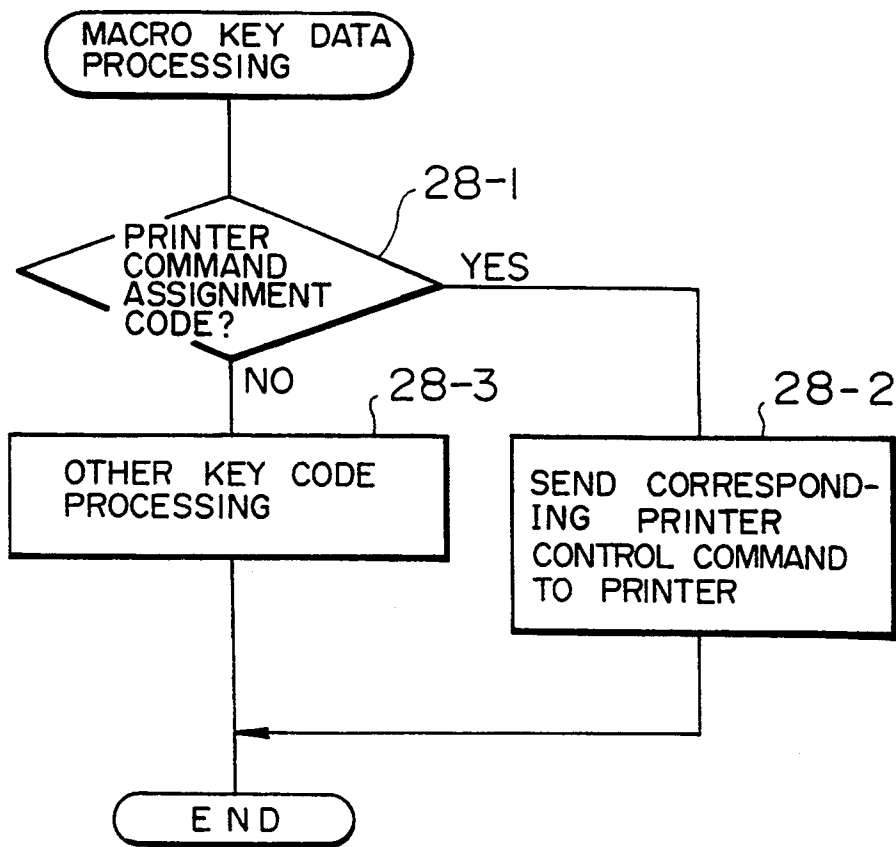 MACRO KEY DATA
PROCESSING
28-1
PRINTER
COMMAND
ASSIGNMENT
CODE?
YES
NO
28-3
28-2
OTHER KEY CODE
PROCESSING
SEND CORRESPOND-
ING PRINTER
CONTROL COMMAND
TO PRINTER
END